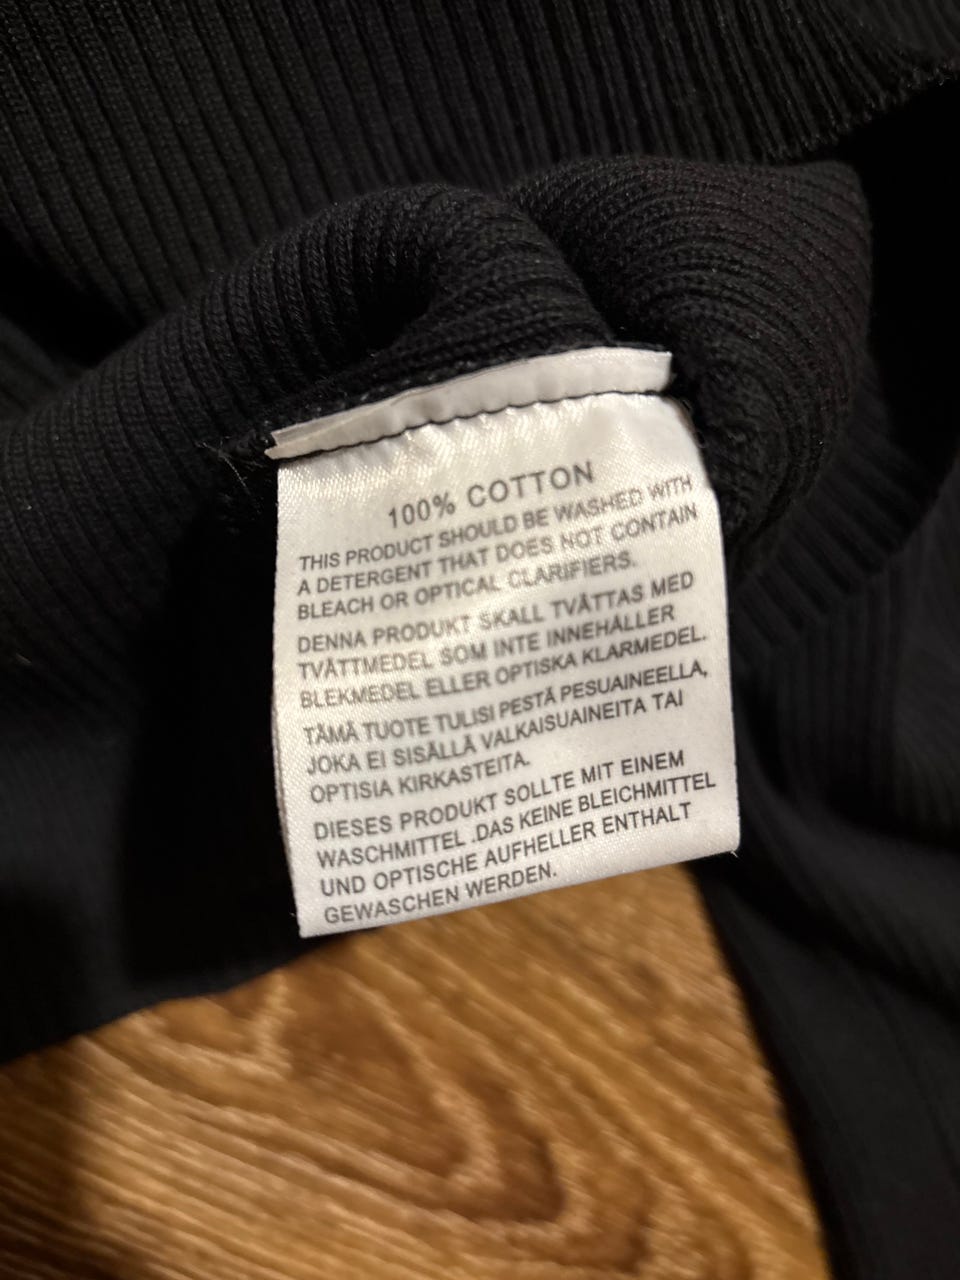 100% COTTON
THIS PRODUCT SHOULD BE WASHED WITH
A DETERGENT THAT DOES NOT CONTAIN
BLEACH OR OPTICAL CLARIFIERS.
DENNA PRODUKT SKALL TVÄTTAS MED
TVÄTTMEDEL SOM INTE INNEHÅLLER
BLEKMEDEL ELLER OPTISKA KLARMEDEL.
TÄMÄ TUOTE TULISI PESTÄ PESUAINEELLA,
JOKA EI SISÄLLÄ VALKAISUAINEITA TAI
OPTISIA KIRKASTEITA.
DIESES PRODUKT SOLLTE MIT EINEM
WASCHMITTEL .DAS KEINE BLEICHMITTEL
UND OPTISCHE AUFHELLER ENTHALT
GEWASCHEN WERDEN.